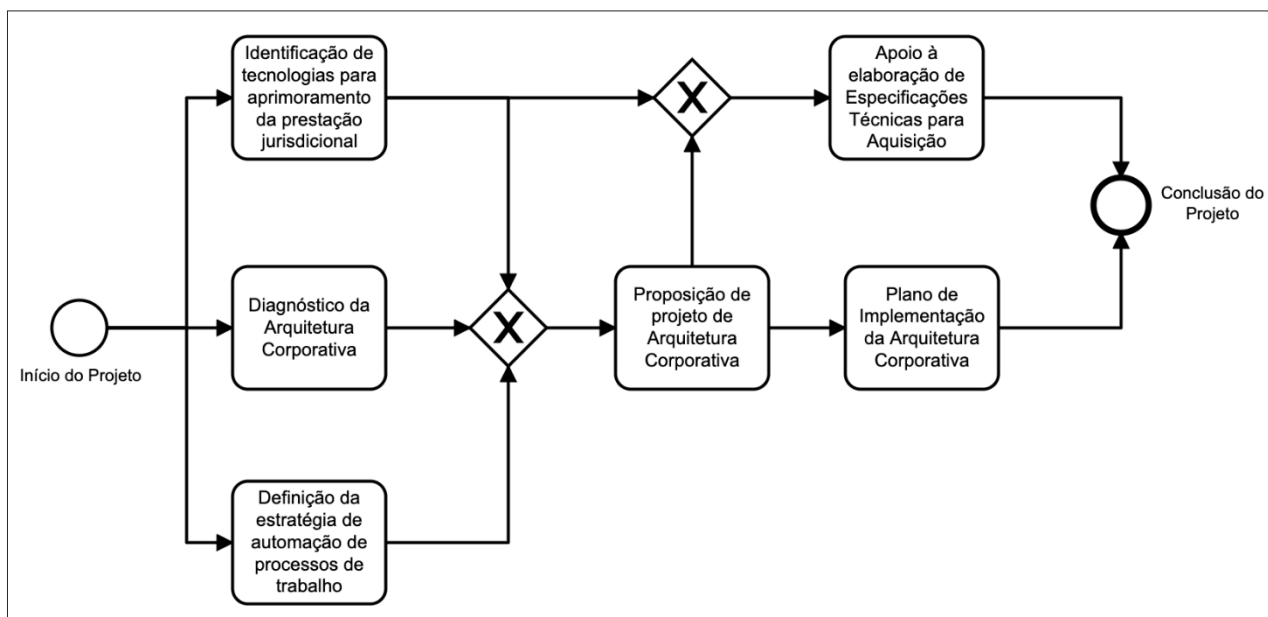 Identificação de
tecnologias para
aprimoramento
da prestação
jurisdicional
Apoio à
elaboração de
Especificações
Técnicas para
Aquisição
Conclusão do
Projeto
Início do Projeto
Diagnóstico da
Arquitetura
Corporativa
Proposição de
projeto de
Arquitetura
Corporativa
Plano de
Implementação
da Arquitetura
Corporativa
Definição da
estratégia de
automação de
processos de
trabalho